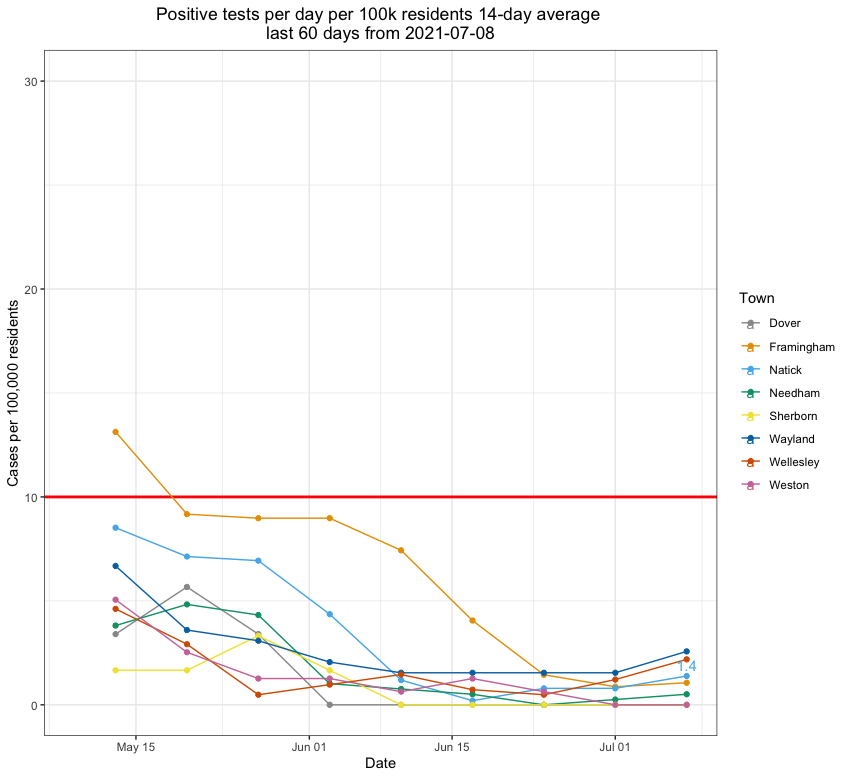 Positive tests per day per 100k residents 14-day average
last 60 days from 2021-07-08
Cases per 100,000 residents
30
20
10
0
1.4
May 15
Jun 01
Jun 15
Jul 01
Date
Town
a Dover
a Framingham
a Natick
a Needham
a Sherborn
a Wayland
a Wellesley
a Weston